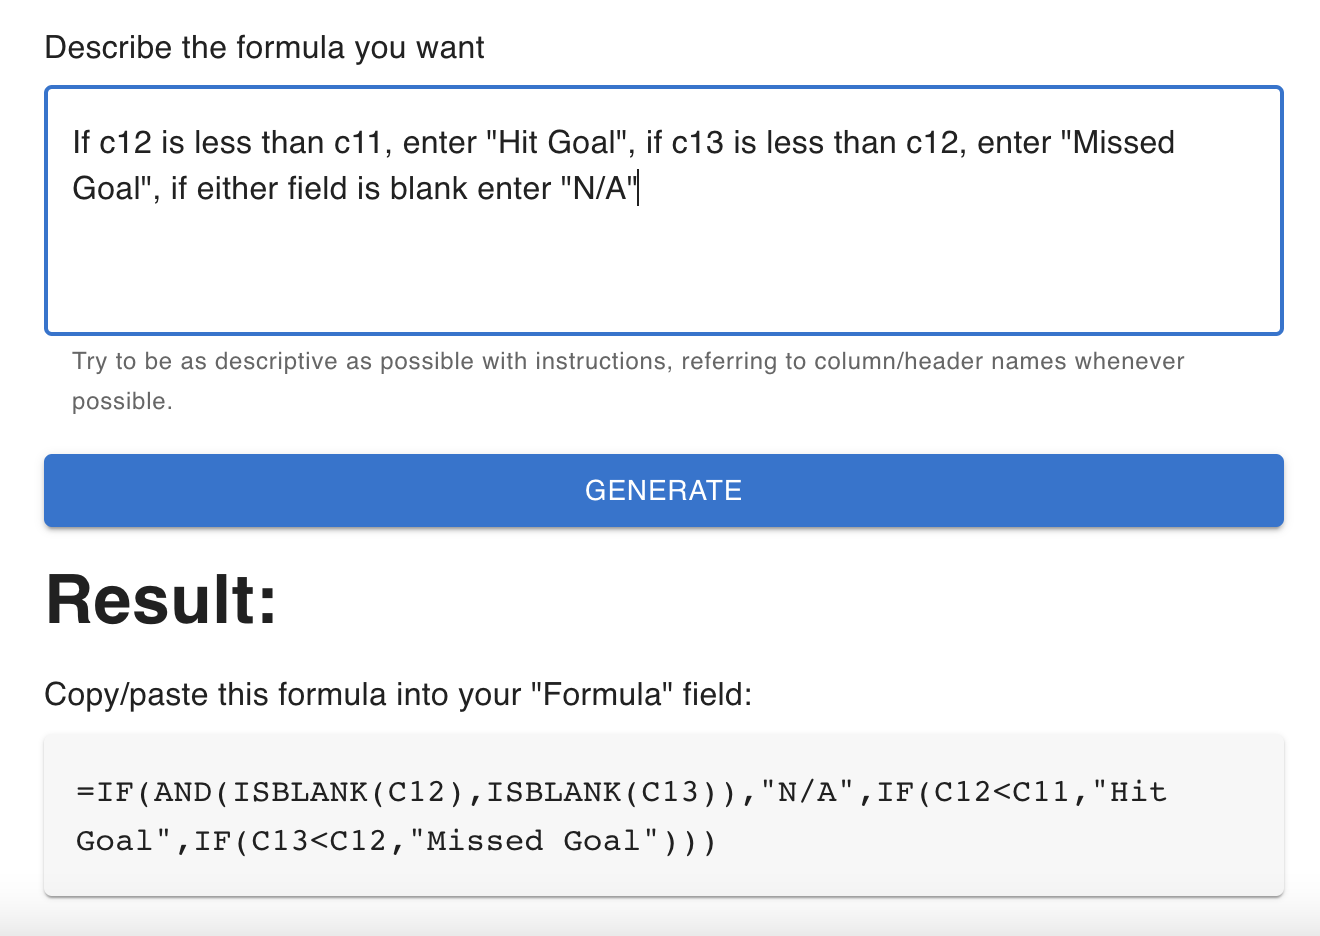 Describe the formula you want
If c12 is less than c11, enter "Hit Goal", if c13 is less than c12, enter "Missed
Goal", if either field is blank enter "N/A"
Try to be as descriptive as possible with instructions, referring to column/header names whenever
possible.
GENERATE
Result:
Copy/paste this formula into your "Formula" field:
=IF(AND(ISBLANK(C12),ISBLANK(C13)),"N/A",IF(C12<C11,"Hit
Goal",IF(C13<C12,"Missed Goal")))